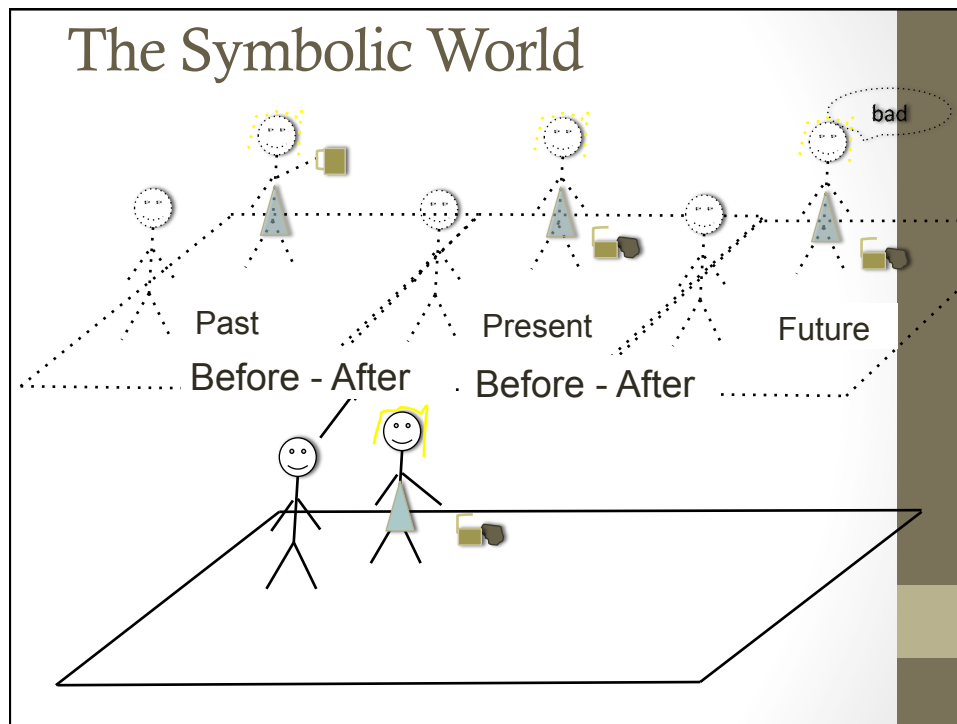 The Symbolic World
bad
Past
Present
Future
Before - After
. Before - After